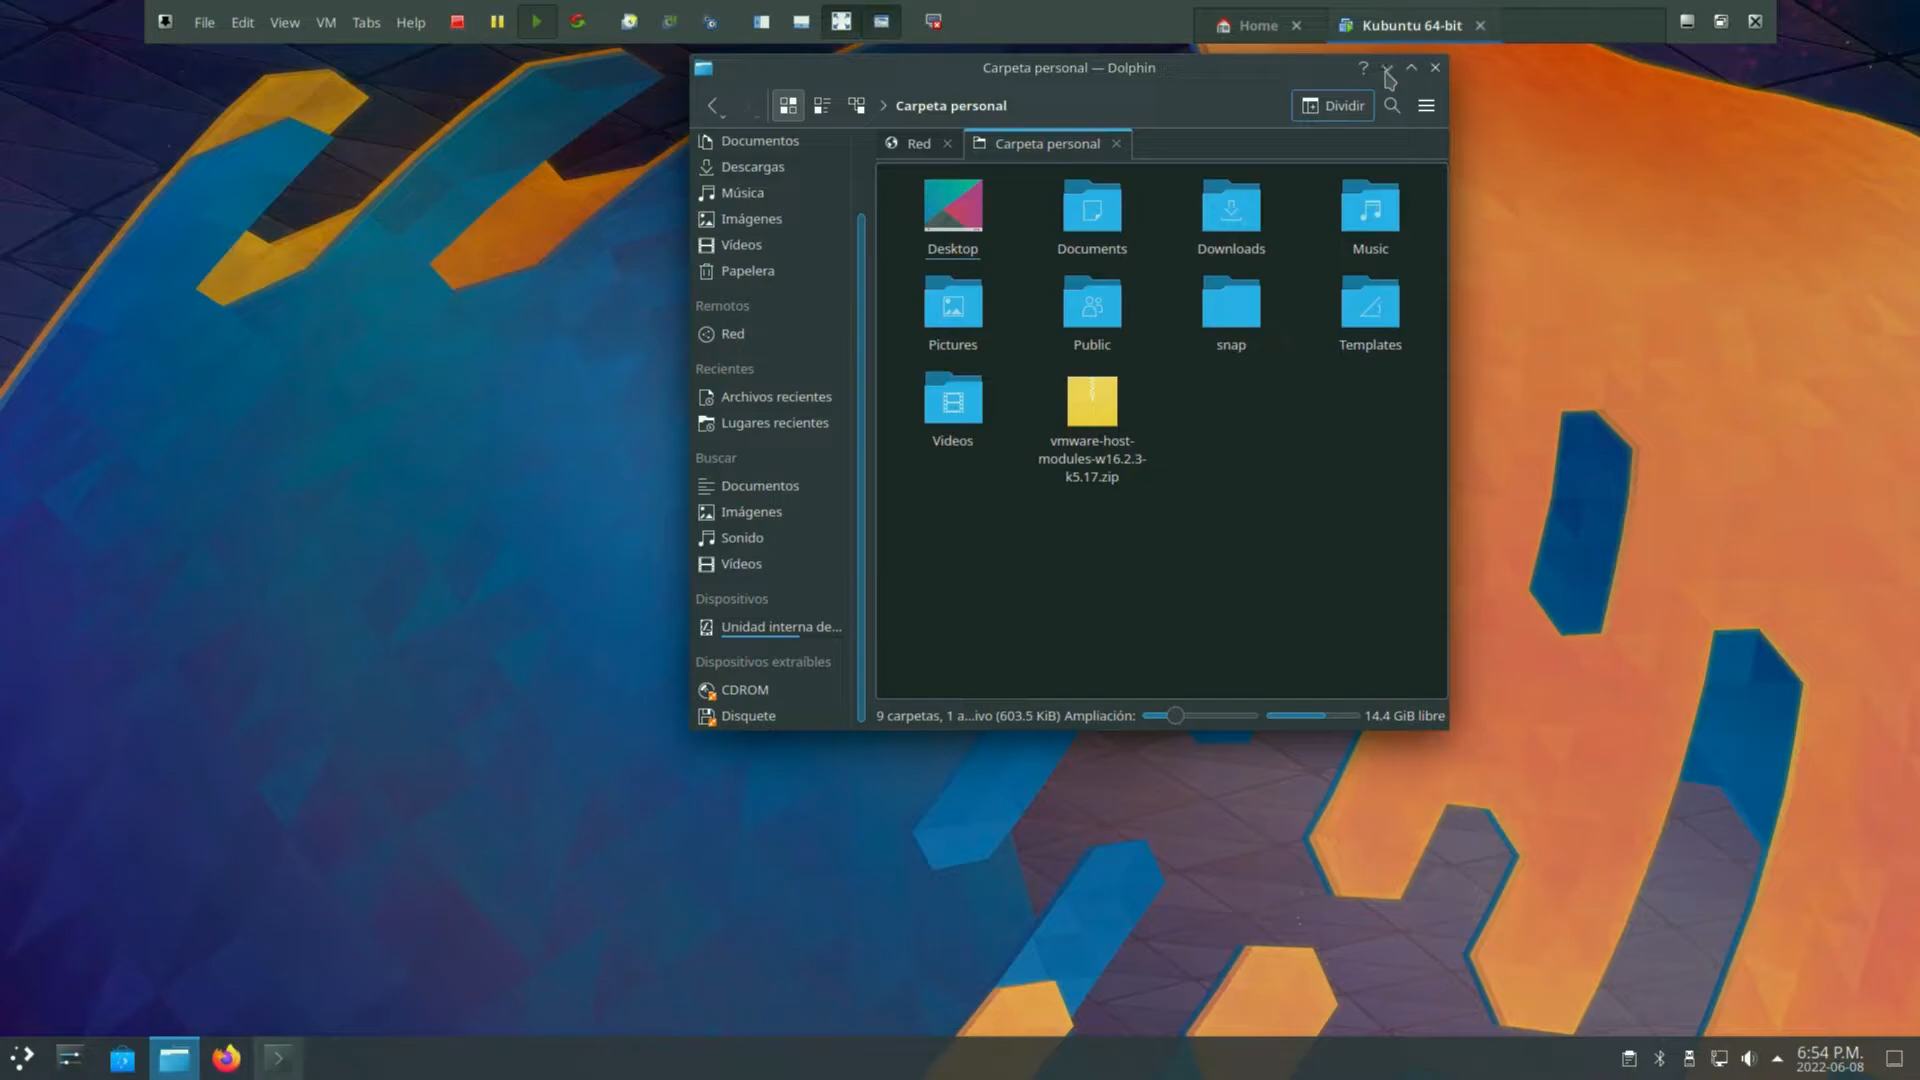 File Edit View VM Tabs Help
Home
Kubuntu 64-bit
Carpeta personal — Dolphin
?
Carpeta personal
Dividir
Documentos
Descargas
Música
Imágenes
Vídeos
Papelera
Remotos
Red
Recientes
Archivos recientes
Lugares recientes
Buscar
Documentos
Imágenes
Sonido
Vídeos
Dispositivos
Unidad interna de...
Dispositivos extraíbles
CDROM
Disquete
Red
Carpeta personal
Desktop
Documents
Downloads
Music
Pictures
Public
snap
Templates
Videos
vmware-host-
modules-w16.2.3-
k5.17.zip
9 carpetas, 1 a...ivo (603.5 KiB) Ampliación:
14.4 GiB libre
6:54 P.M.
2022-06-08